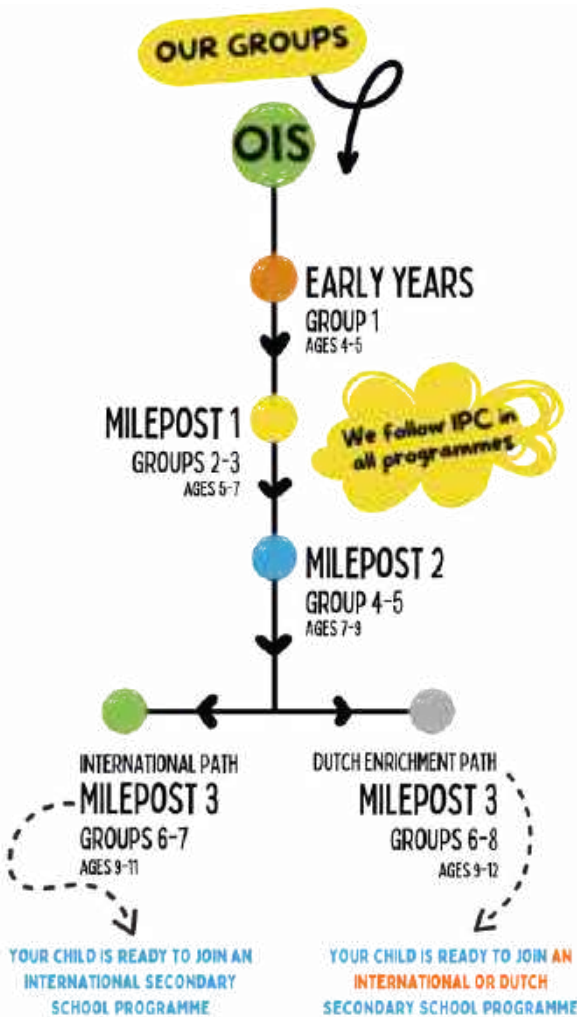 OUR GROUPS
OIS
EARLY YEARS
GROUP 1
AGES 4-5
MILEPOST 1
GROUPS 2-3
AGES 5-7
We follow IPC in
all programmes
MILEPOST 2
GROUP 4-5
AGES 7-9
INTERNATIONAL PATH
MILEPOST 3
GROUPS 6-7
AGES 9-11
DUTCH ENRICHMENT PATH
MILEPOST 3
GROUPS 6-8
AGES 9-12
YOUR CHILD IS READY TO JOIN AN
INTERNATIONAL SECONDARY
SCHOOL PROGRAMME
YOUR CHILD IS READY TO JOIN AN
INTERNATIONAL OR DUTCH
SECONDARY SCHOOL PROGRAMME